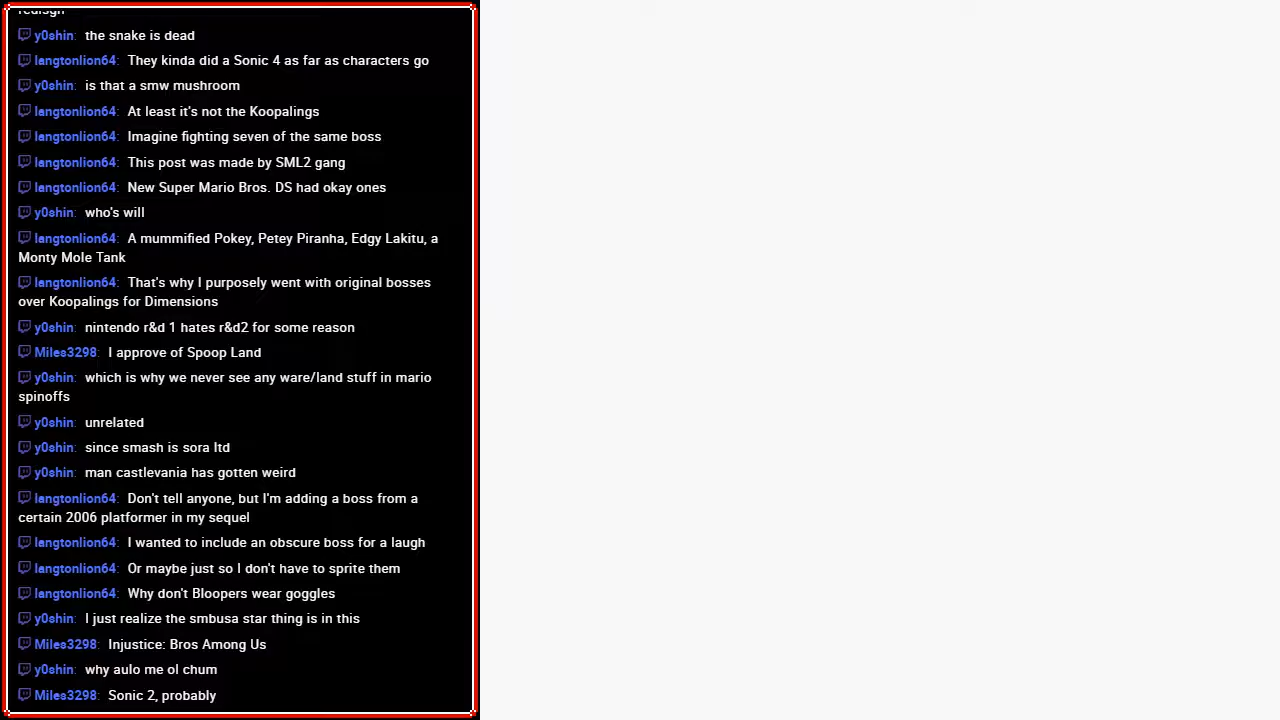 y0shin: the snake is dead
langtonlion64: They kinda did a Sonic 4 as far as characters go
y0shin: is that a smw mushroom
langtonlion64: At least it's not the Koopalings
langtonlion64: Imagine fighting seven of the same boss
langtonlion64: This post was made by SML2 gang
langtonlion64: New Super Mario Bros. DS had okay ones
y0shin: who's will
langtonlion64: A mummified Pokey, Petey Piranha, Edgy Lakitu, a
Monty Mole Tank
langtonlion64: That's why I purposely went with original bosses
over Koopalings for Dimensions
y0shin: nintendo r&d 1 hates r&d2 for some reason
Miles3298: I approve of Spoop Land
y0shin: which is why we never see any ware/land stuff in mario
spinoffs
y0shin: unrelated
y0shin: since smash is sora ltd
y0shin: man castlevania has gotten weird
langtonlion64: Don't tell anyone, but I'm adding a boss from a
certain 2006 platformer in my sequel
langtonlion64: I wanted to include an obscure boss for a laugh
langtonlion64: Or maybe just so I don't have to sprite them
langtonlion64: Why don't Bloopers wear goggles
y0shin: I just realize the smbusa star thing is in this
Miles3298: Injustice: Bros Among Us
y0shin: why aulo me ol chum
Miles3298: Sonic 2, probably